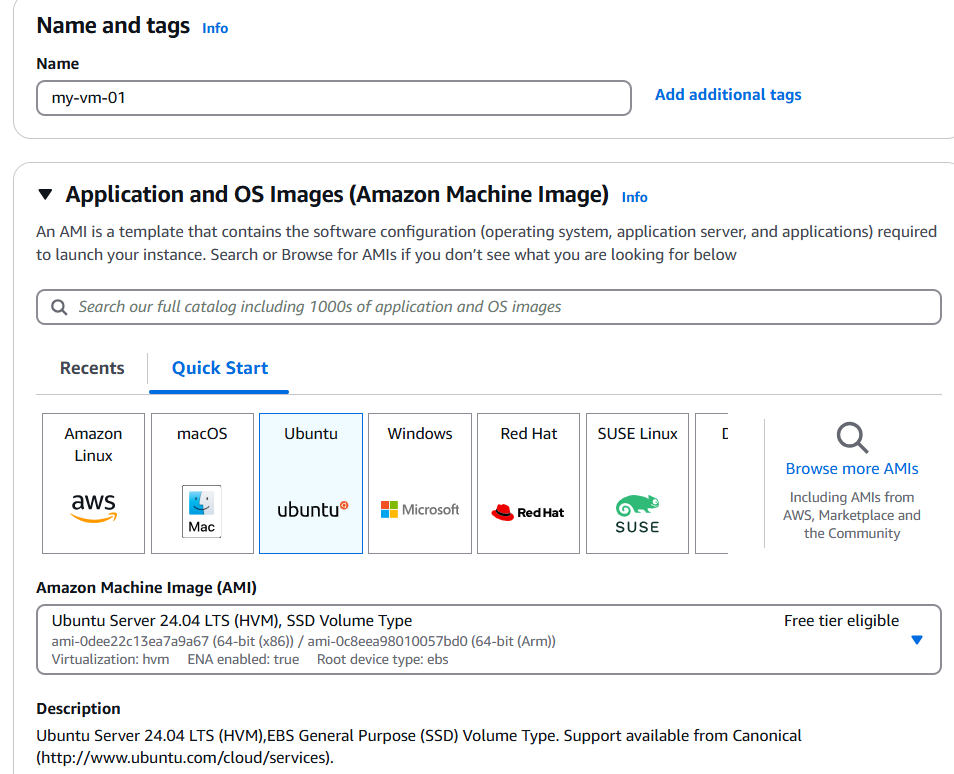 Name and tags Info
Name
my-vm-01
Add additional tags
Application and OS Images (Amazon Machine Image) Info
An AMI is a template that contains the software configuration (operating system, application server, and applications) required
to launch your instance. Search or Browse for AMIs if you don't see what you are looking for below
Search our full catalog including 1000s of application and OS images
Recents
Quick Start
Amazon
Linux
aws
macOS
Mac
Ubuntu
ubuntu
Windows
Microsoft
Red Hat
Red Hat
SUSE Linux
SUSE
Browse more AMIs
Including AMIs from
AWS, Marketplace and
the Community
Amazon Machine Image (AMI)
Ubuntu Server 24.04 LTS (HVM), SSD Volume Type
Free tier eligible
ami-0dee22c13ea7a9a67 (64-bit (x86)) / ami-0c8eea98010057bd0 (64-bit (Arm))
Virtualization: hvm ENA enabled: true Root device type: ebs
Description
Ubuntu Server 24.04 LTS (HVM),EBS General Purpose (SSD) Volume Type. Support available from Canonical
(http://www.ubuntu.com/cloud/services).